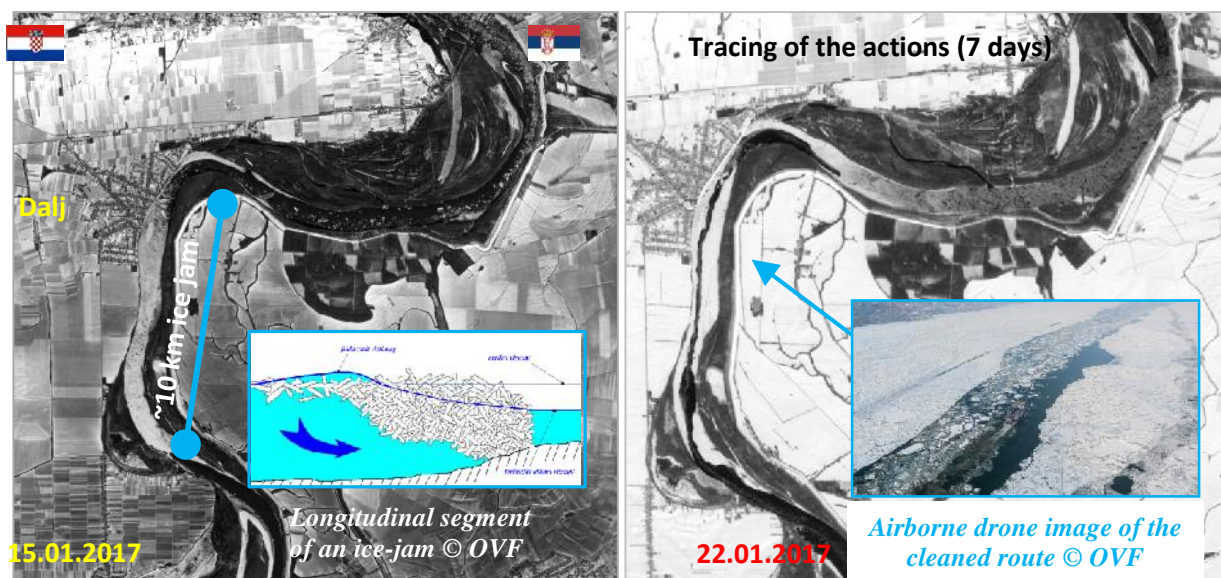 Dalj
~10 km ice jam
Longitudinal segment
of an ice-jam © OVF
15.01.2017
Tracing of the actions (7 days)
Airborne drone image of the
cleaned route © OVF
22.01.2017